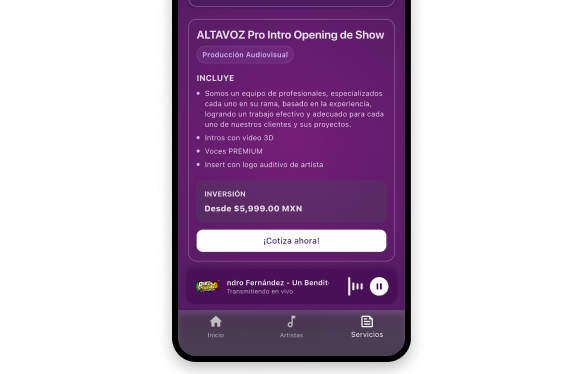 ALTAVOZ Pro Intro Opening de Show
Producción Audiovisual
INCLUYE
• Somos un equipo de profesionales, especializados
cada uno en su rama, basado en la experiencia,
logrando un trabajo efectivo y adecuado para cada
uno de nuestros clientes y sus proyectos.
• Intros con video 3D
• Voces PREMIUM
• Insert con logo auditivo de artista
INVERSIÓN
Desde $5,999.00 MXN
¡Cotiza ahora!
ndro Fernández - Un Bendit
Transmitiendo en vivo
Inicio
Artistas
Servicios